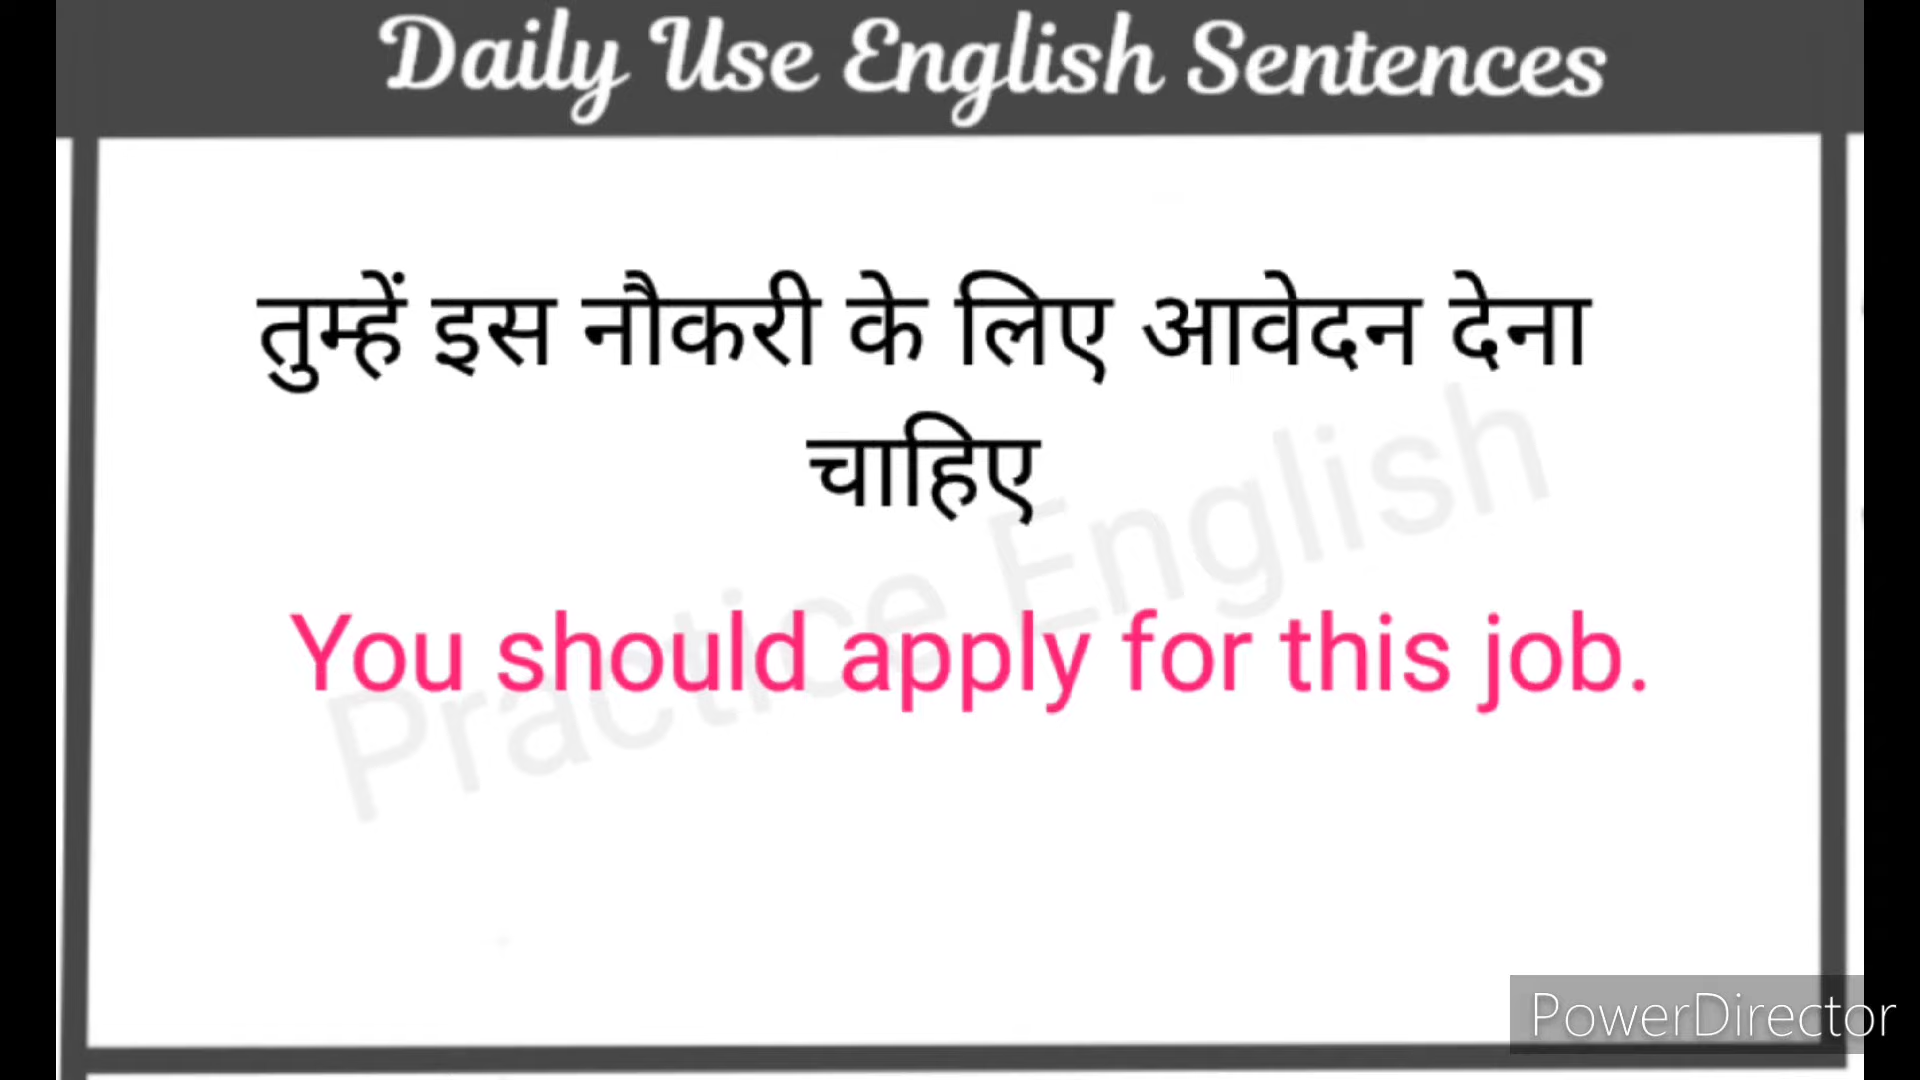 Daily Use English Sentences
तुम्हें इस नौकरी के लिए आवेदन देना
चाहिए
You should apply for this job.
Practice English
PowerDirector